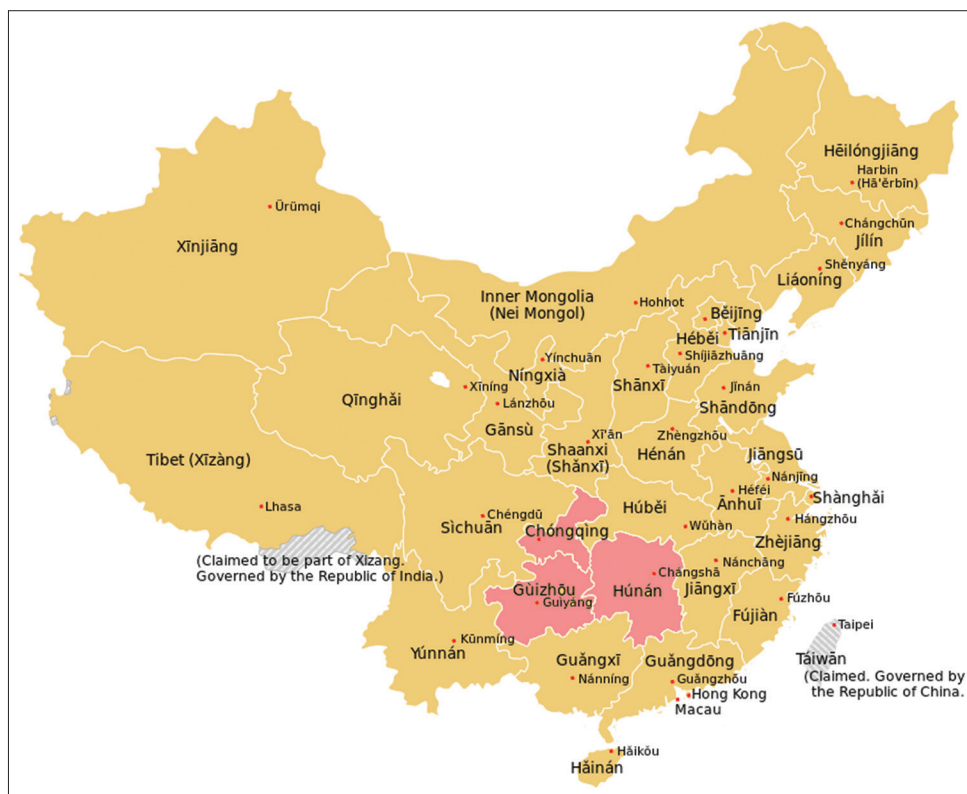 Hēilóngjiāng
Harbin
(Hā'ěrbīn)
Ürümqi
Chángchūn
Jílín
Xīnjiāng
Shěnyáng
Liáoníng
Inner Mongolia
(Nei Mongol)
Hohhot
Běijīng
Tiānjīn
Héběi
Shíjiāzhuāng
Yínchuān
Níngxià
Tàiyuán
Shānxī
Xīníng
Jǐnán
Qīnghǎi
Lánzhōu
Shāndōng
Gānsù
Xī'ān
Zhèngzhōu
Shaanxi
(Shǎnxī)
Hénán
Jiāngsū
Tibet (Xīzàng)
Nánjīng
Héféi
Ānhuī
Shànghǎi
Lhasa
Chéngdū
Sìchuān
Chóngqìng
Húběi
Wǔhàn
Hángzhōu
Zhèjiāng
(Claimed to be part of Xizang.
Governed by the Republic of India.)
Nánchāng
Chángshā
Jiāngxī
Gùizhōu
Guiyáng
Húnán
Fúzhōu
Fújiàn
Taipei
Kūnmíng
Yúnnán
Guǎngxī
Guǎngdōng
Táiwān
(Claimed. Governed by
the Republic of China.
Nánníng
Guǎngzhōu
Hong Kong
Macau
Hǎikǒu
Hǎinán